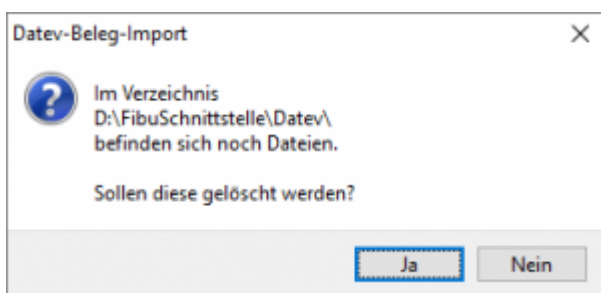 Datev-Beleg-Import
Im Verzeichnis
D:\FibuSchnittstelle\Datev\
befinden sich noch Dateien.
Sollen diese gelöscht werden?
Ja
Nein